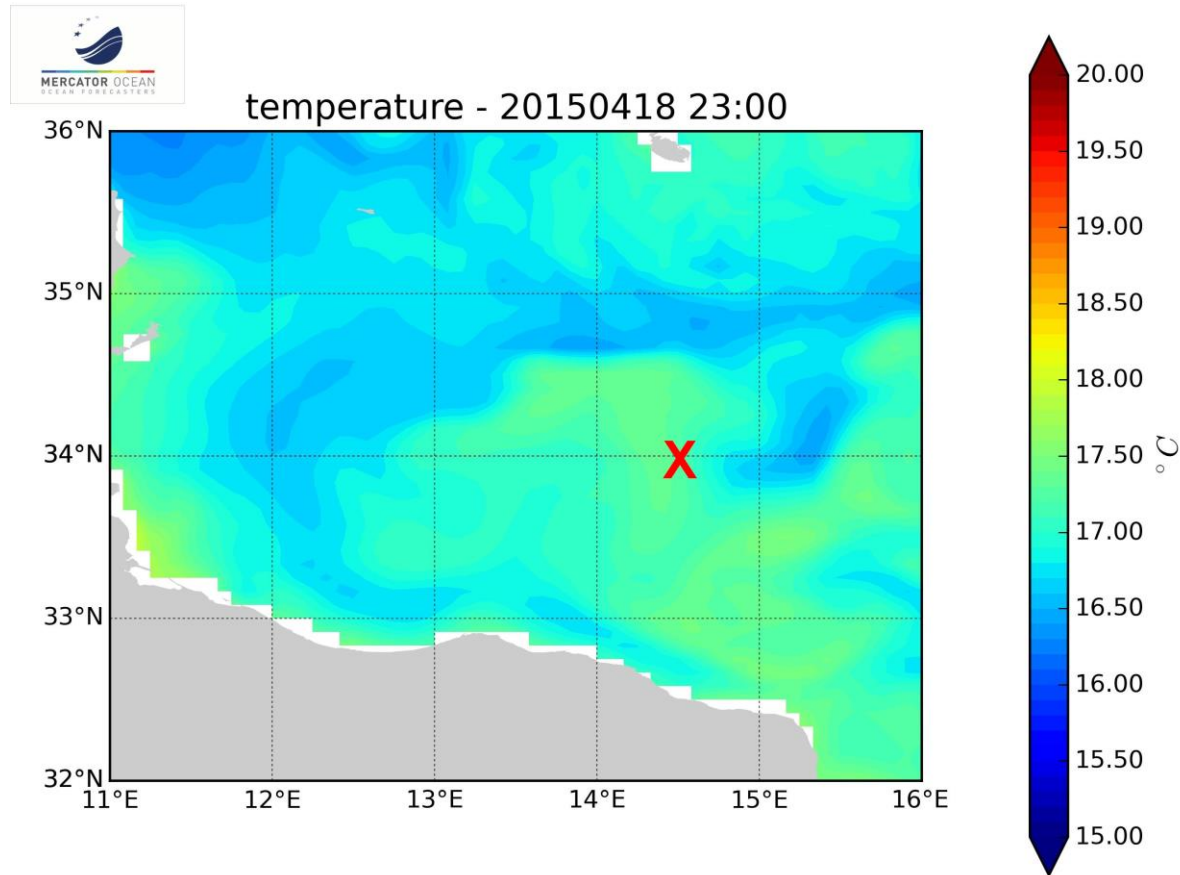 MERCATOR OCEAN
OCEAN FORECASTERS
temperature - 20150418 23:00
36°N
35°N
34°N
33°N
32°N
11°E 12°E 13°E 14°E 15°E 16°E
X
20.00
19.50
19.00
18.50
18.00
17.50
17.00
16.50
16.00
15.50
15.00
°C